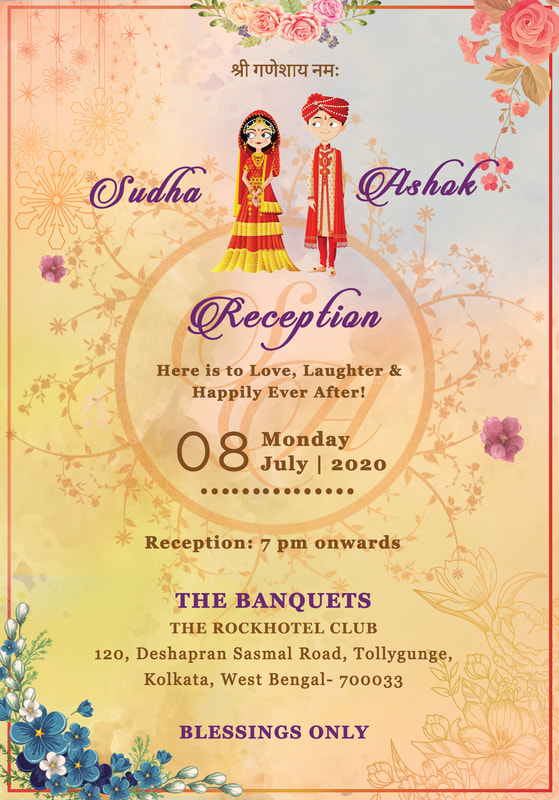 श्री गणेशाय नमः
Sudha
Ashok
Reception
Here is to Love, Laughter &
Happily Ever After!
08
Monday
July | 2020
Reception: 7 pm onwards
THE BANQUETS
THE ROCKHOTEL CLUB
120, Deshapran Sasmal Road, Tollygunge,
Kolkata, West Bengal- 700033
BLESSINGS ONLY